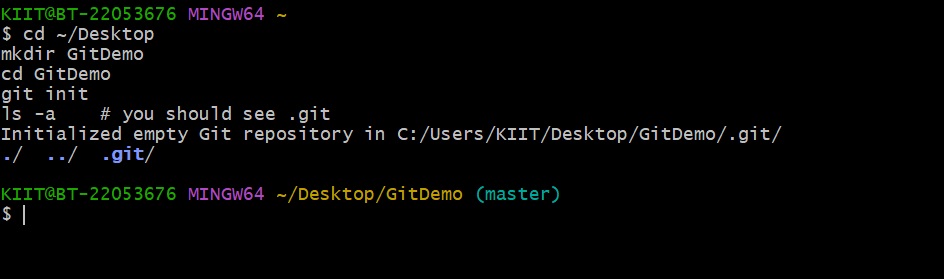 KIIT@BT-22053676 MINGW64 ~
$ cd ~/Desktop
mkdir GitDemo
cd GitDemo
git init
ls -a    # you should see .git
Initialized empty Git repository in C:/Users/KIIT/Desktop/GitDemo/.git/
./  ../  .git/

KIIT@BT-22053676 MINGW64 ~/Desktop/GitDemo (master)
$